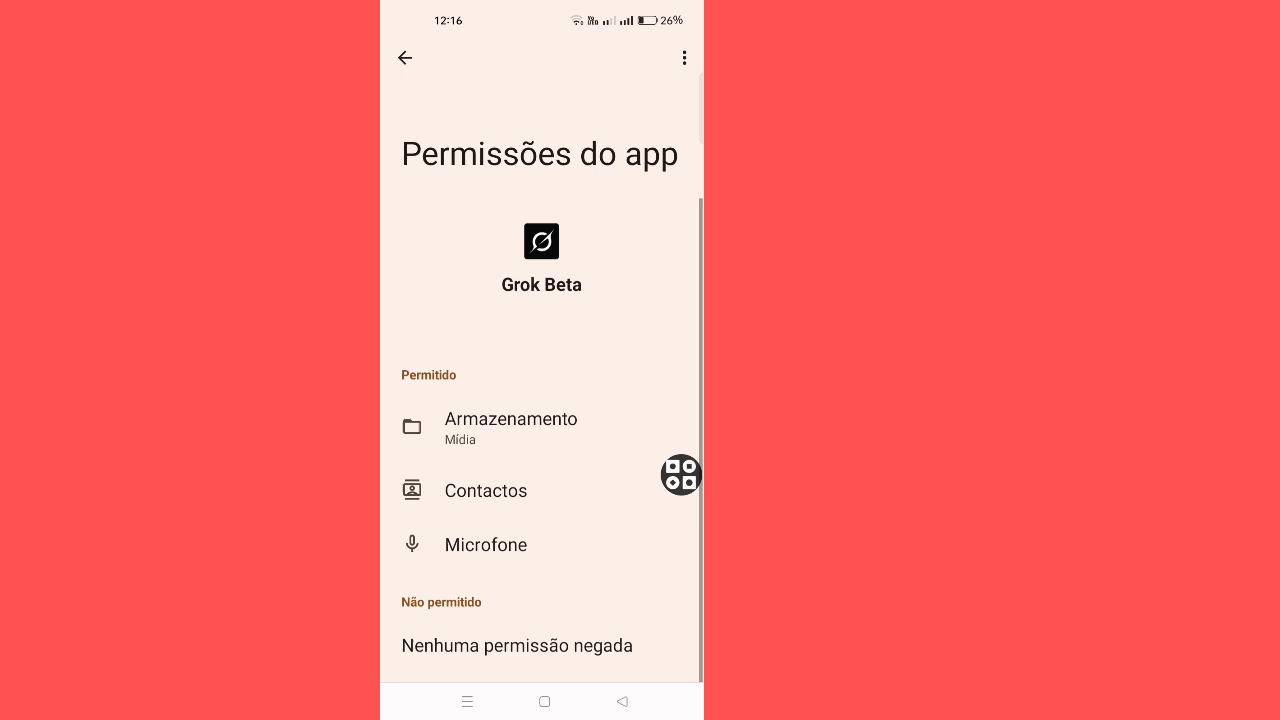 12:16
26%
Permissões do app
Grok Beta
Permitido
Armazenamento
Mídia
Contactos
Microfone
Não permitido
Nenhuma permissão negada